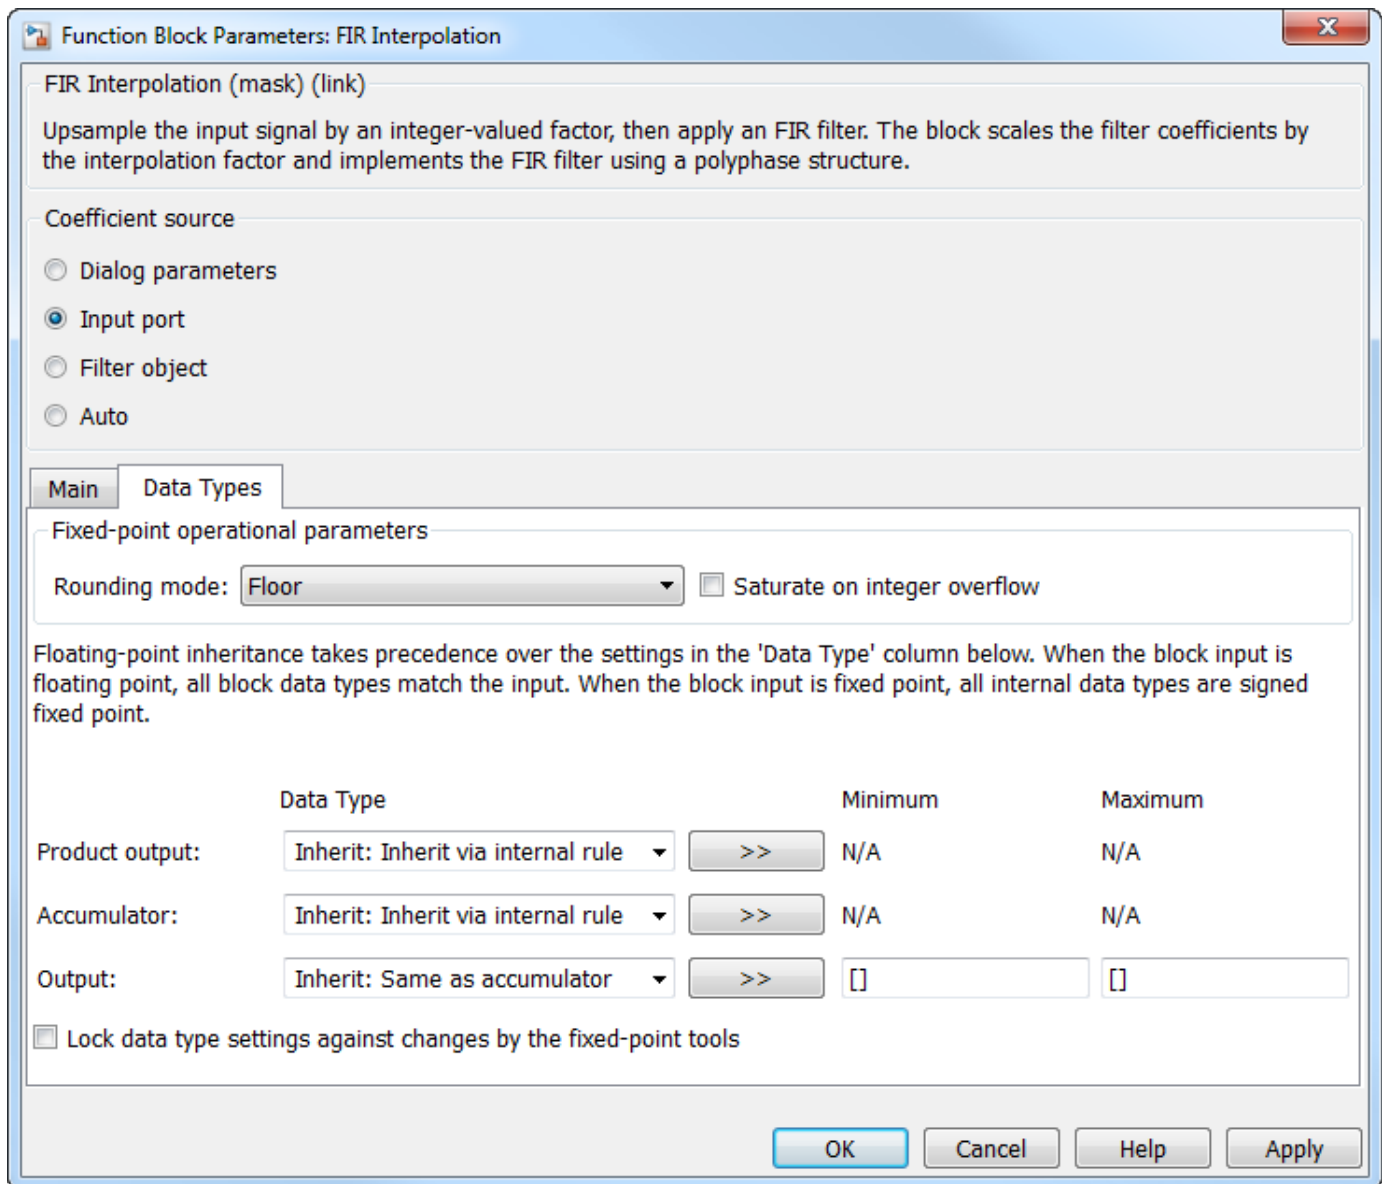 Function Block Parameters: FIR Interpolation
FIR Interpolation (mask) (link)
Upsample the input signal by an integer-valued factor, then apply an FIR filter. The block scales the filter coefficients by
the interpolation factor and implements the FIR filter using a polyphase structure.
Coefficient source
Dialog parameters
Input port
Filter object
Auto
Main Data Types
Fixed-point operational parameters
Rounding mode: Floor Saturate on integer overflow
Floating-point inheritance takes precedence over the settings in the 'Data Type' column below. When the block input is
floating point, all block data types match the input. When the block input is fixed point, all internal data types are signed
fixed point.
Data Type Minimum Maximum
Product output: Inherit: Inherit via internal rule >> N/A N/A
Accumulator: Inherit: Inherit via internal rule >> N/A N/A
Output: Inherit: Same as accumulator >> [] []
Lock data type settings against changes by the fixed-point tools
OK Cancel Help Apply